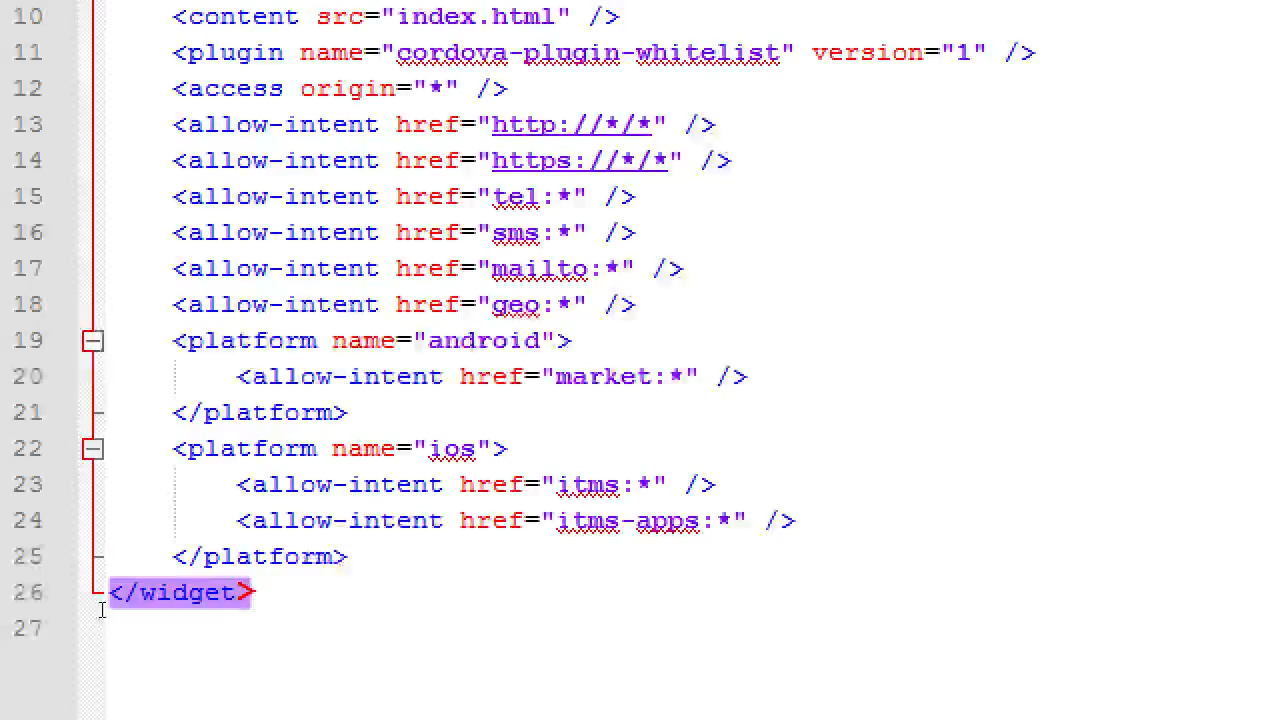 10 <content src="index.html" />
11 <plugin name="cordova-plugin-whitelist" version="1" />
12 <access origin="*" />
13 <allow-intent href="http://*/*" />
14 <allow-intent href="https://*/*" />
15 <allow-intent href="tel:*" />
16 <allow-intent href="sms:*" />
17 <allow-intent href="mailto:*" />
18 <allow-intent href="geo:*" />
19 <platform name="android">
20 <allow-intent href="market:*" />
21 </platform>
22 <platform name="ios">
23 <allow-intent href="itms:*" />
24 <allow-intent href="itms-apps:*" />
25 </platform>
26 </widget>
27